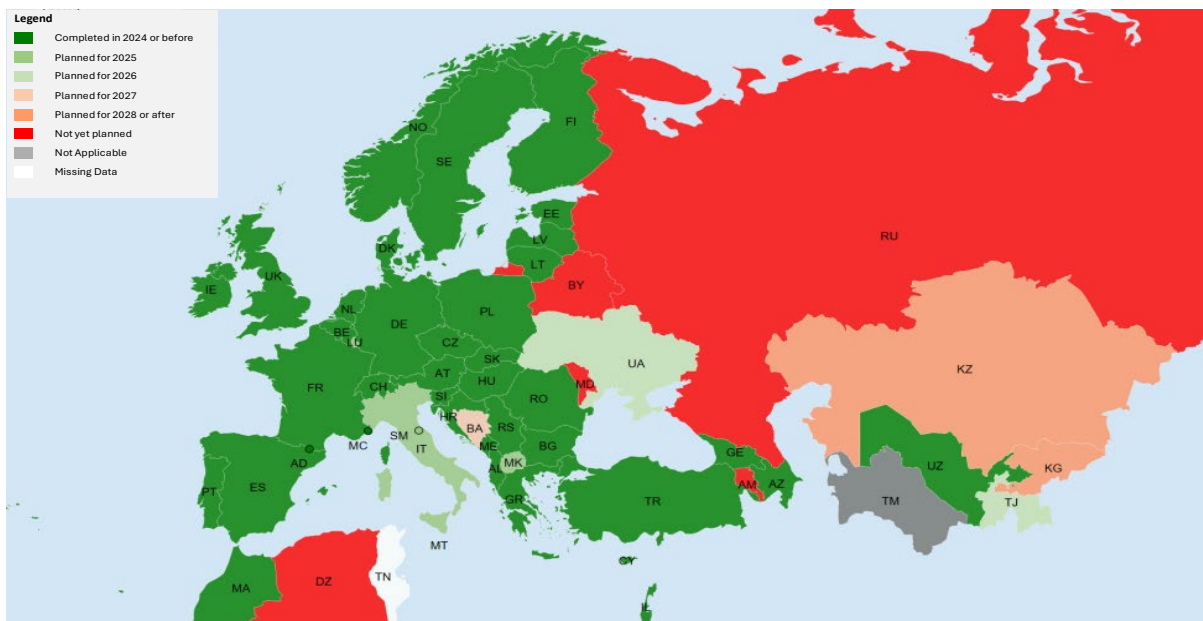 Legend
Completed in 2024 or before
Planned for 2025
Planned for 2026
Planned for 2027
Planned for 2028 or after
Not yet planned
Not Applicable
Missing Data
NO
FI
SE
EE
RU
LV
DK
LT
UK
BY
IE
NL
PL
BE
DE
LU
CZ
SK
UA
KZ
AT
HU
FR
CH
MD
SI
RO
HR
BA
RS
SM
MC
IT
ME
BG
GE
AD
AL
MK
UZ
KG
PT
ES
AM
AZ
GR
TR
TM
TJ
MT
CY
TN
DZ
MA
IL